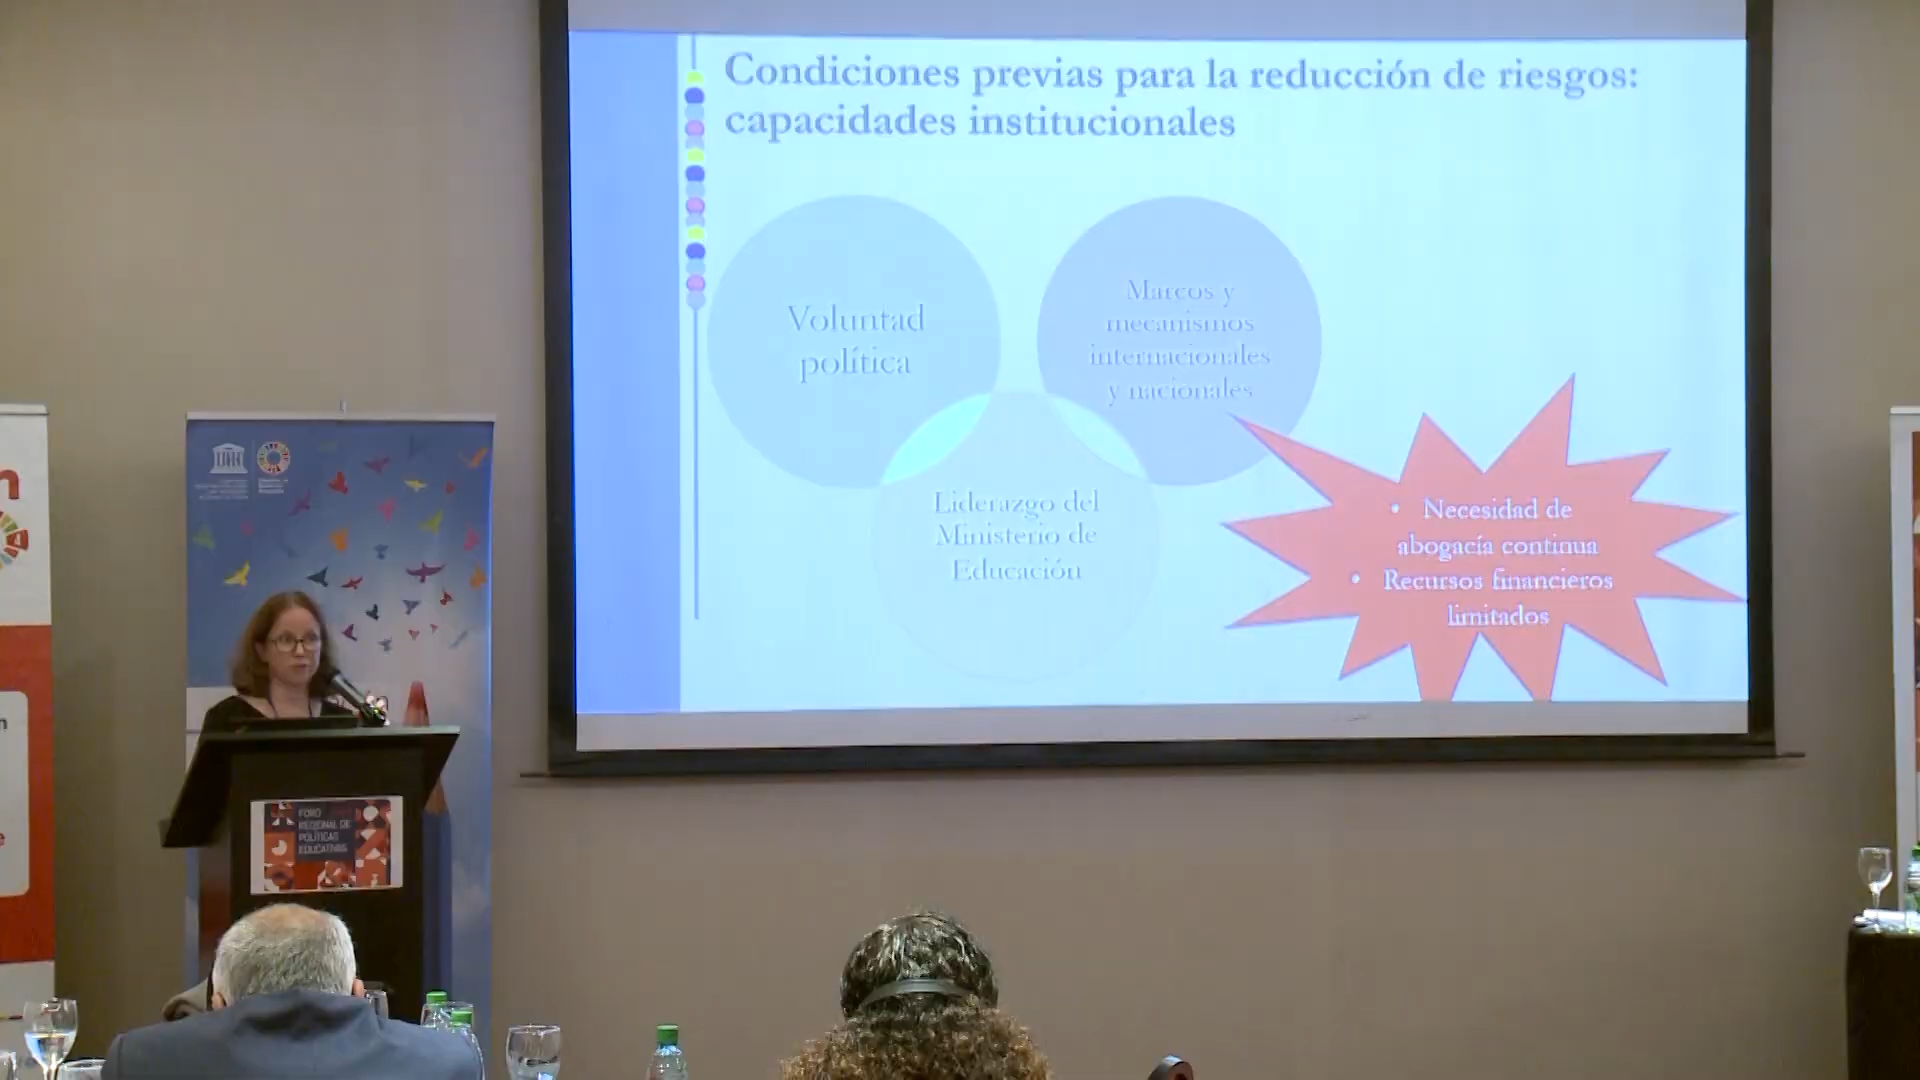 Condiciones previas para la reducción de riesgos:
capacidades institucionales
Voluntad
política
Marcos y
mecanismos
internacionales
y nacionales
Liderazgo del
Ministerio de
Educación
• Necesidad de
abogacía continua
• Recursos financieros
limitados
FORO
REGIONAL DE
POLÍTICAS
EDUCATIVAS
n
4
n
e